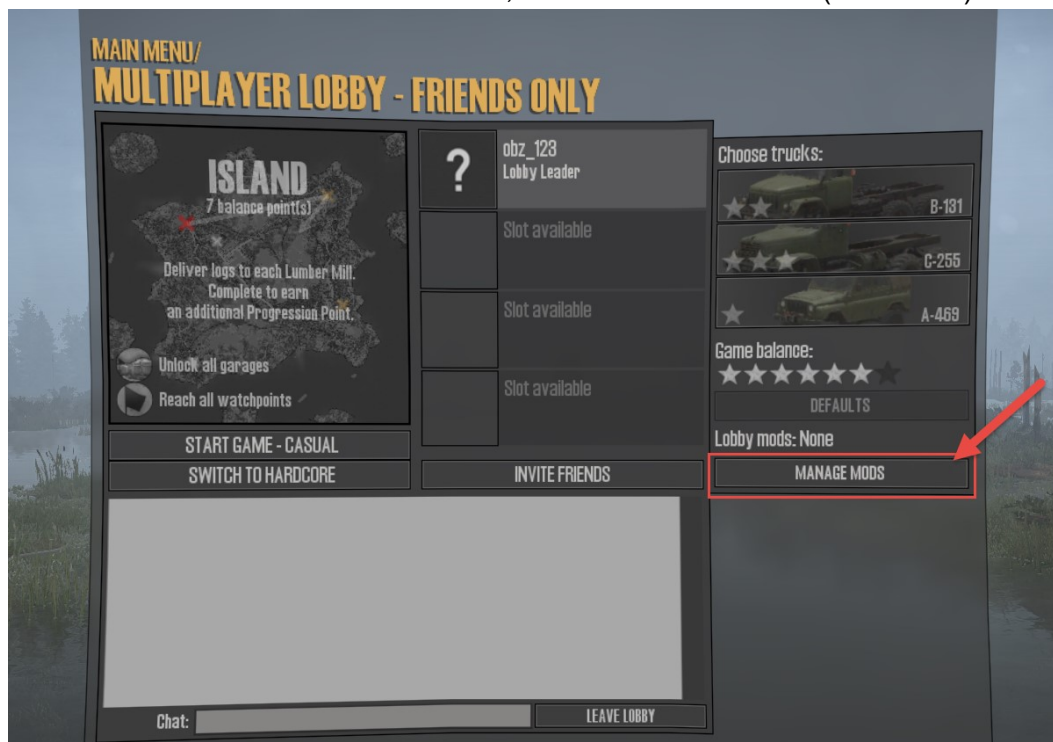 MAIN MENU/
MULTIPLAYER LOBBY - FRIENDS ONLY
ISLAND
7 balance point(s)
Deliver logs to each Lumber Mill.
Complete to earn
an additional Progression Point.
Unlock all garages
Reach all watchpoints
START GAME - CASUAL
SWITCH TO HARDCORE
?
obz_123
Lobby Leader
Slot available
Slot available
Slot available
INVITE FRIENDS
Choose trucks:
B-131
C-255
A-469
Game balance:
DEFAULTS
Lobby mods: None
MANAGE MODS
Chat:
LEAVE LOBBY